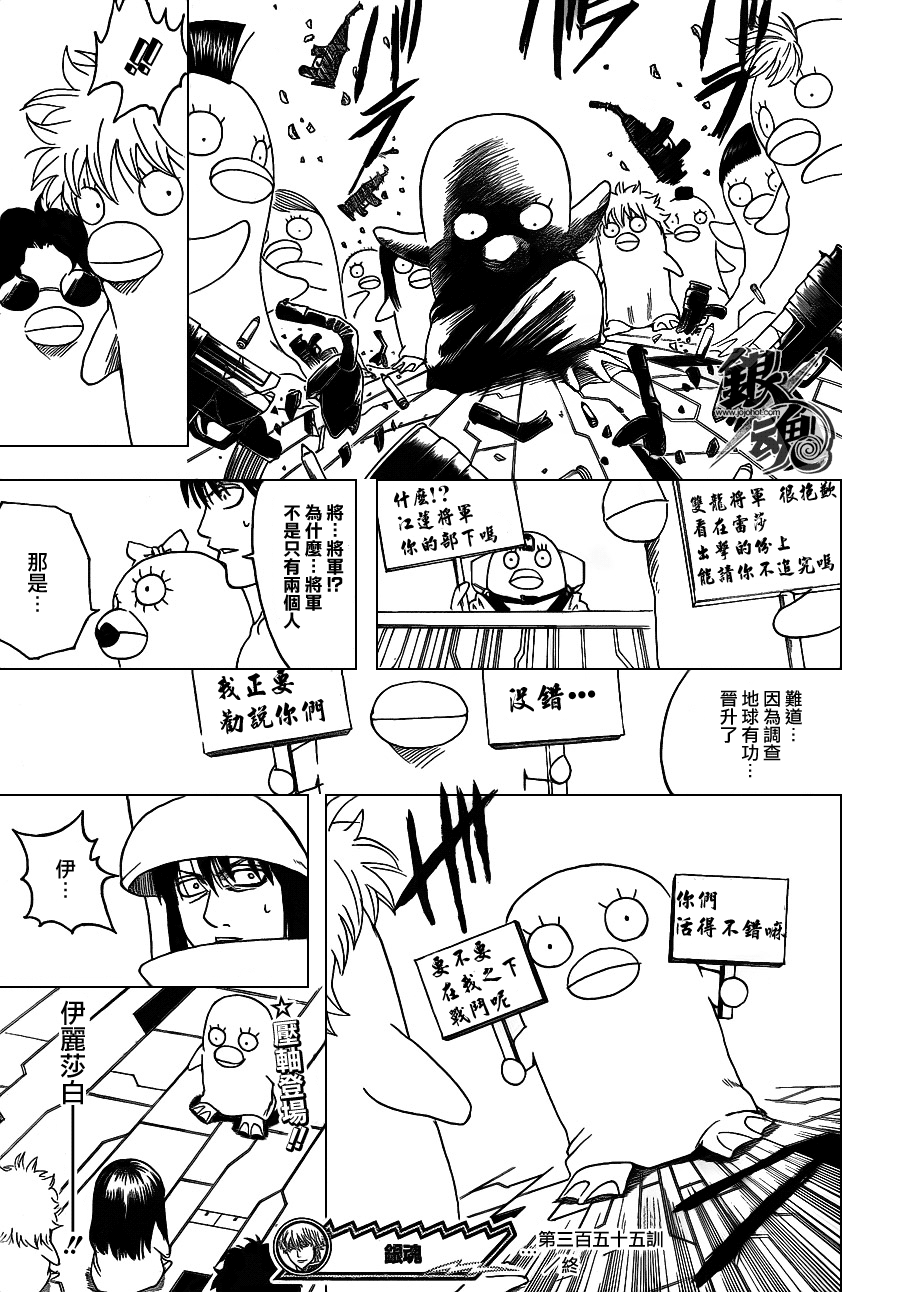 !!
銀魂
www.jojohot.com
雙龍將軍 很抱歉
看在雷莎
出擊的份上
能請你不追究嗎
什麼!?
江蓮將軍
你的部下嗎
將…將軍!?
為什麼…將軍
不是只有兩個人
那是…
難道…
因為調查
地球有功…
晉升了
沒錯…
我正要
勸說你們
你們
活得不錯嘛
要不要
在我之下
戰鬥呢
伊…
☆壓軸登場!!
伊麗莎白——!!
銀魂
第三百五十五訓
…終